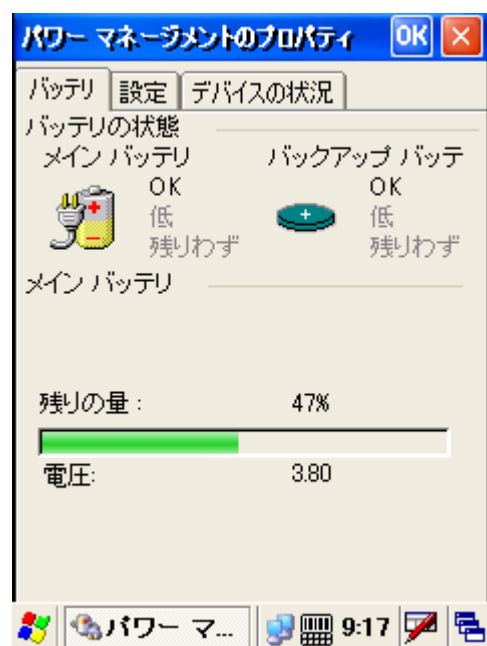 パワー マネージメントのプロパティ OK
バッテリ 設定 デバイスの状況
バッテリの状態
メイン バッテリ バックアップ バッテ
OK OK
低 低
残りわず 残りわず
メイン バッテリ
残りの量: 47%
電圧: 3.80
パワー マ... 9:17